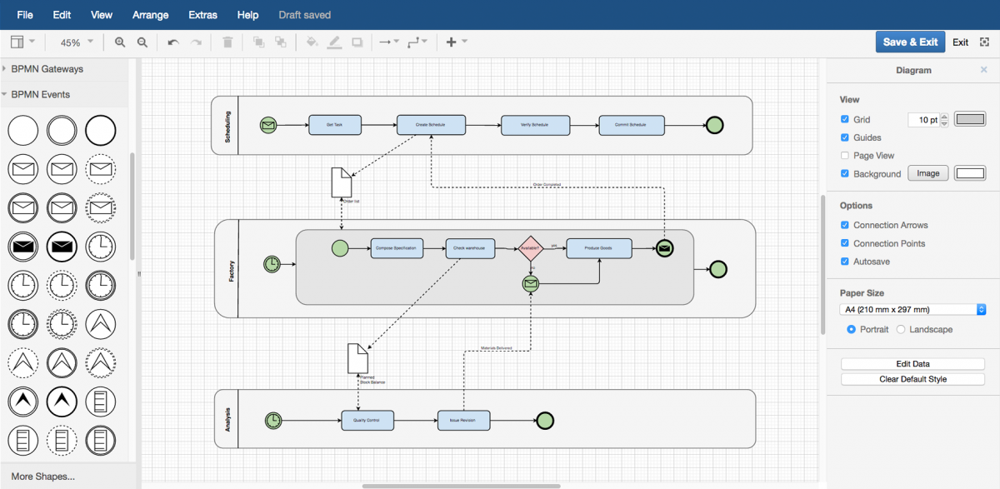 File Edit View Arrange Extras Help Draft saved
45%
Save & Exit Exit
BPMN Gateways
BPMN Events
More Shapes...
Scheduling
Get Task
Create Schedule
Verify Schedule
Commit Schedule
Order list
Order Completed
Factory
Compose Specification
Check warehouse
Available?
yes
no
Produce Goods
Materials Delivered
Planned
Stock Balance
Analysis
Quality Control
Issue Revision
Diagram
View
Grid
10 pt
Guides
Page View
Background
Image
Options
Connection Arrows
Connection Points
Autosave
Paper Size
A4 (210 mm x 297 mm)
Portrait Landscape
Edit Data
Clear Default Style